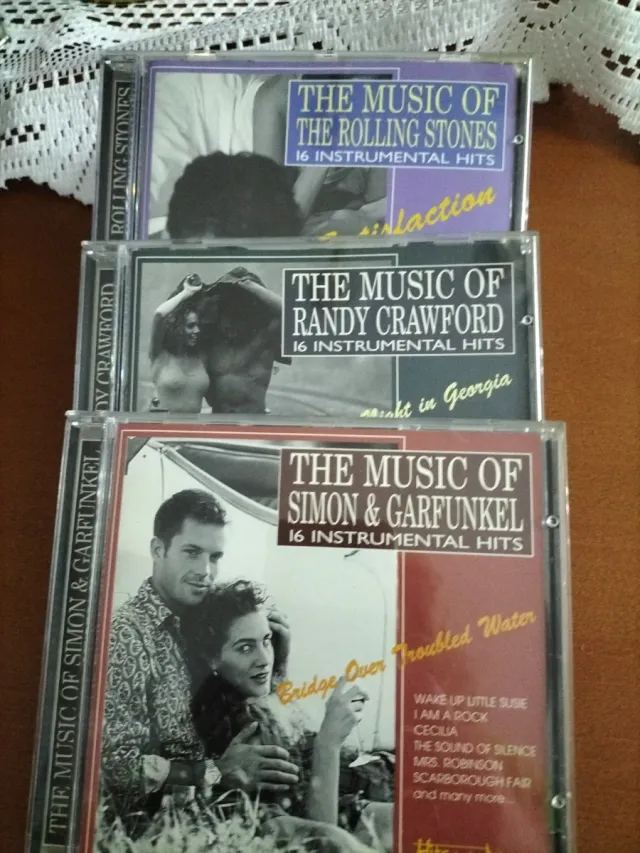 ROLLING STONES
THE MUSIC OF
THE ROLLING STONES
16 INSTRUMENTAL HITS
Satisfaction
CRAWFORD
THE MUSIC OF
RANDY CRAWFORD
16 INSTRUMENTAL HITS
Night in Georgia
THE MUSIC OF SIMON & GARFUNKEL
THE MUSIC OF
SIMON & GARFUNKEL
16 INSTRUMENTAL HITS
Bridge Over Troubled Water
WAKE UP LITTLE SUSIE
I AM A ROCK
CECILIA
THE SOUND OF SILENCE
MRS. ROBINSON
SCARBOROUGH FAIR
and many more...